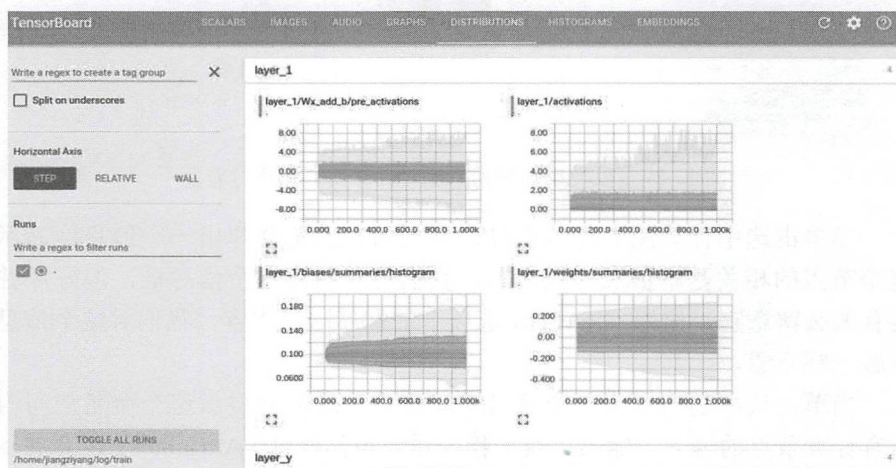 TensorBoard
SCALARS IMAGES AUDIO GRAPHS DISTRIBUTIONS HISTOGRAMS EMBEDDINGS
Write a regex to create a tag group
Split on underscores
Horizontal Axis
STEP RELATIVE WALL
Runs
Write a regex to filter runs
.
TOGGLE ALL RUNS
/home/jiangziyang/log/train
layer_1
4
layer_1/Wx_add_b/pre_activations
8.00
4.00
0.00
-4.00
-8.00
0.000 200.0 400.0 600.0 800.0 1.000k
layer_1/activations
8.00
6.00
4.00
2.00
0.00
0.000 200.0 400.0 600.0 800.0 1.000k
layer_1/biases/summaries/histogram
0.180
0.140
0.100
0.0600
0.000 200.0 400.0 600.0 800.0 1.000k
layer_1/weights/summaries/histogram
0.200
0.00
-0.200
-0.400
0.000 200.0 400.0 600.0 800.0 1.000k
layer_y
4